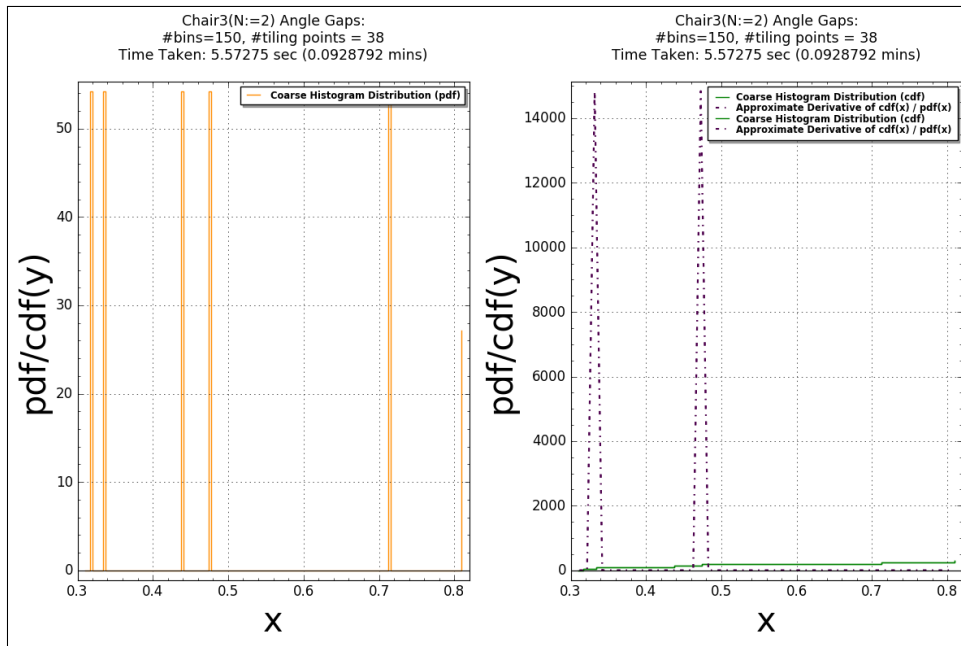 Chair3(N:=2) Angle Gaps:
#bins=150, #tiling points = 38
Time Taken: 5.57275 sec (0.0928792 mins)
Coarse Histogram Distribution (pdf)
50
40
30
20
10
0
0.3 0.4 0.5 0.6 0.7 0.8
pdf/cdf(y)
x
Chair3(N:=2) Angle Gaps:
#bins=150, #tiling points = 38
Time Taken: 5.57275 sec (0.0928792 mins)
Coarse Histogram Distribution (cdf)
Approximate Derivative of cdf(x) / pdf(x)
Coarse Histogram Distribution (cdf)
Approximate Derivative of cdf(x) / pdf(x)
14000
12000
10000
8000
6000
4000
2000
0
0.3 0.4 0.5 0.6 0.7 0.8
pdf/cdf(y)
x